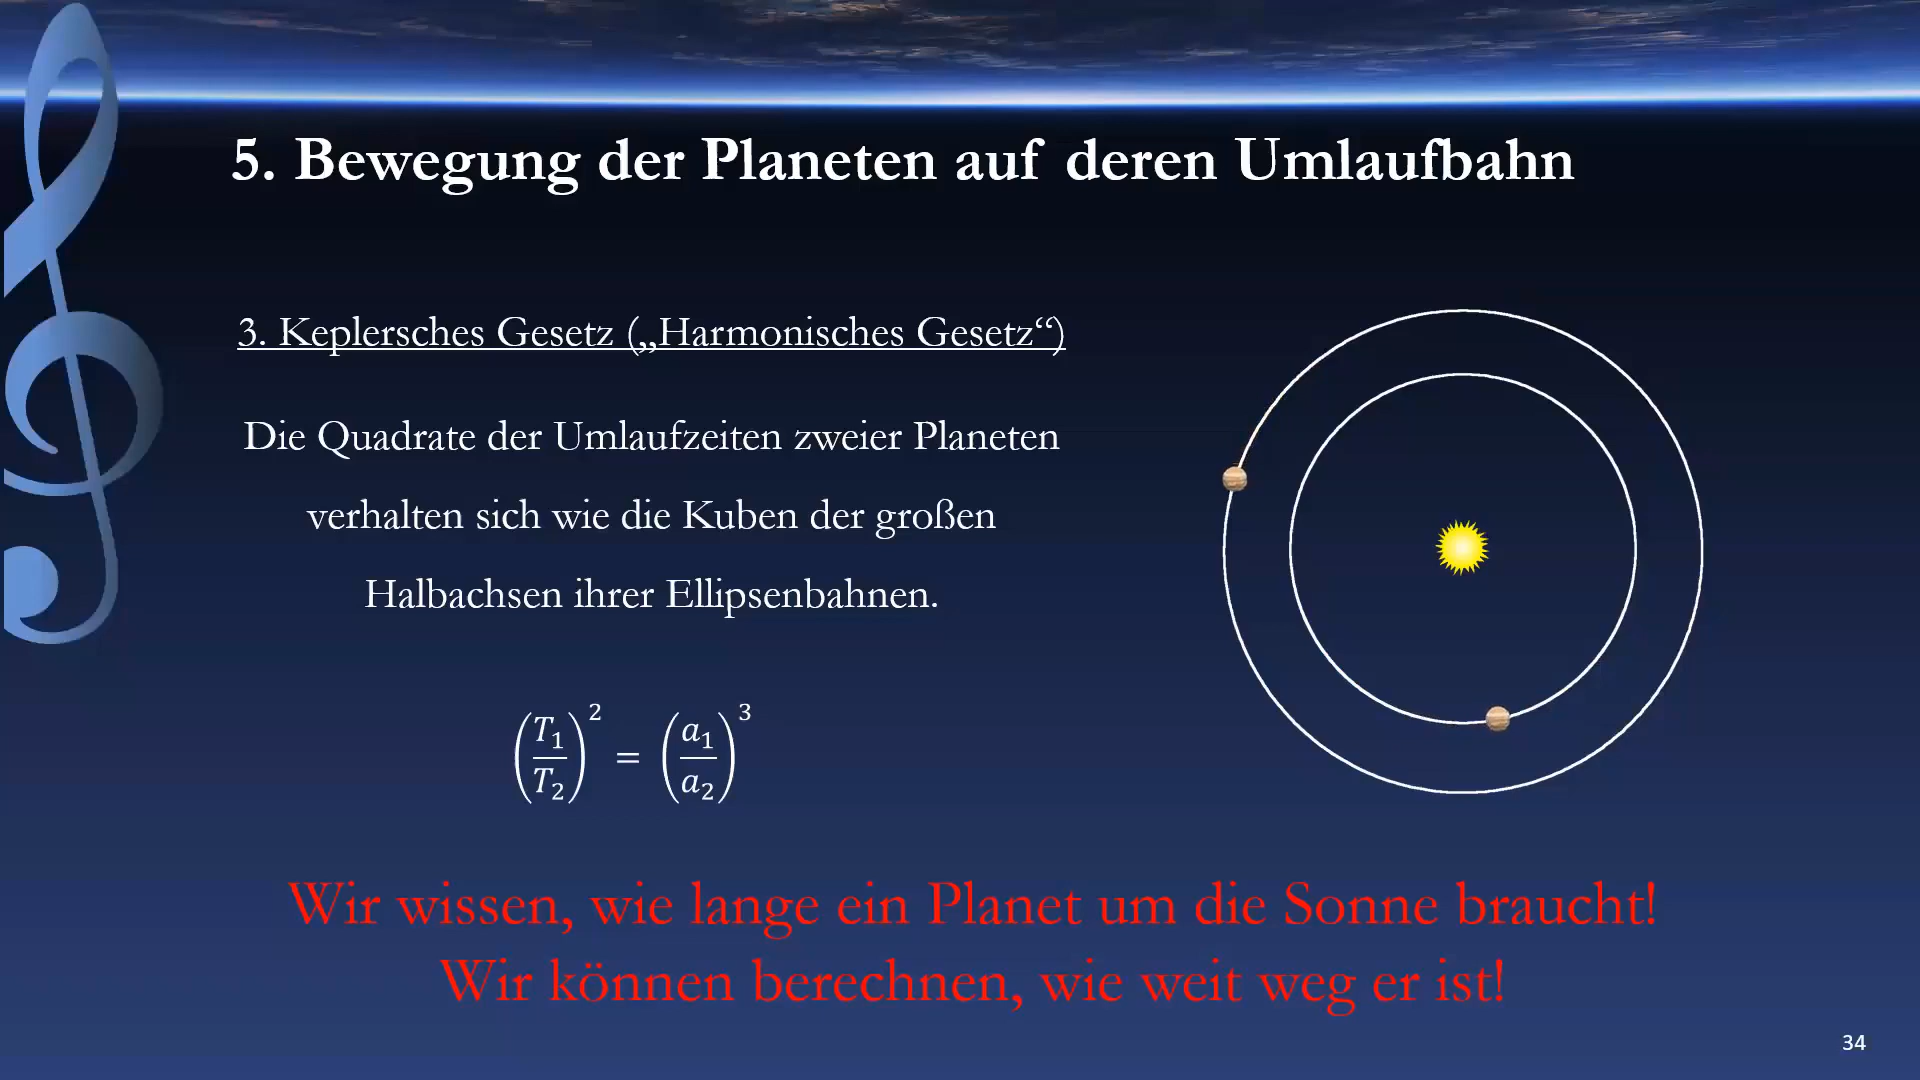 5. Bewegung der Planeten auf deren Umlaufbahn
3. Keplersches Gesetz („Harmonisches Gesetz“)
Die Quadrate der Umlaufzeiten zweier Planeten
verhalten sich wie die Kuben der großen
Halbachsen ihrer Ellipsenbahnen.
(T₁/T₂)² = (a₁/a₂)³
Wir wissen, wie lange ein Planet um die Sonne braucht!
Wir können berechnen, wie weit weg er ist!
34